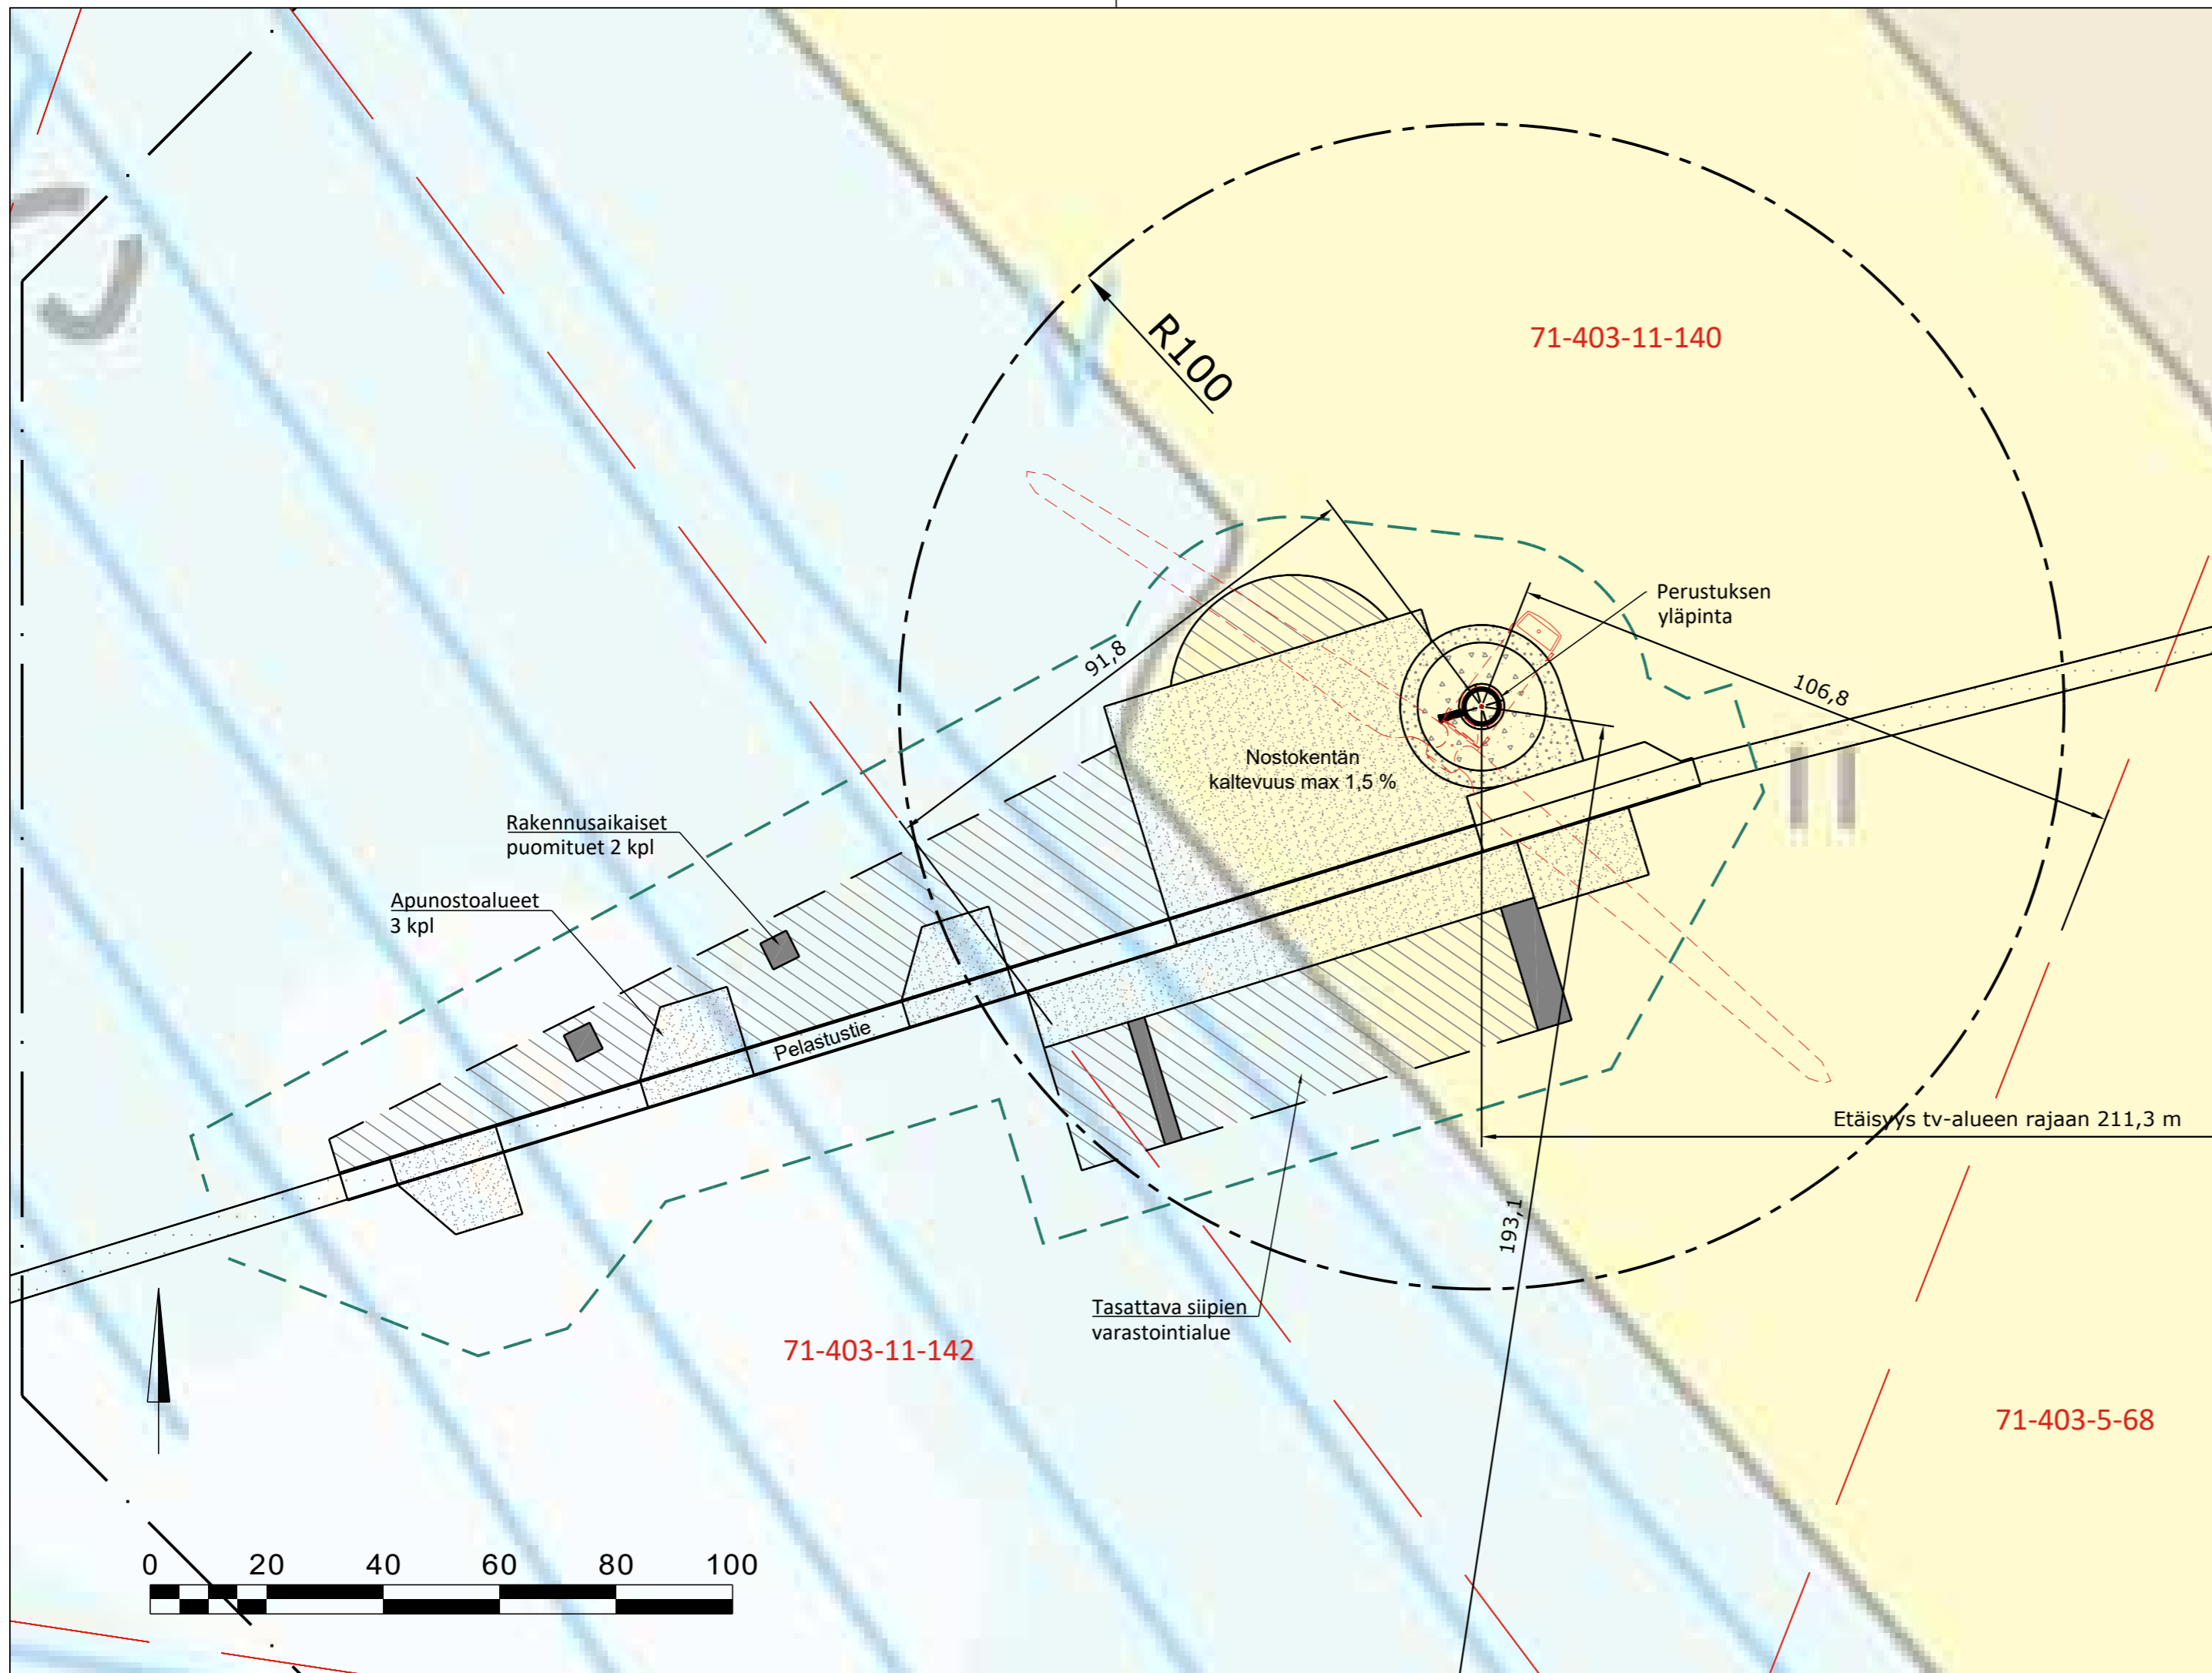 R100
71-403-11-140
Perustuksen
yläpinta
91,8
106,8
Nostokentän
kaltevuus max 1,5 %
Rakennusaikaiset
puomituet 2 kpl
Apunostoalueet
3 kpl
Pelastustie
Etäisyys tv-alueen rajaan 211,3 m
193,1
Tasattava siipien
varastointialue
71-403-11-142
71-403-5-68
0 20 40 60 80 100